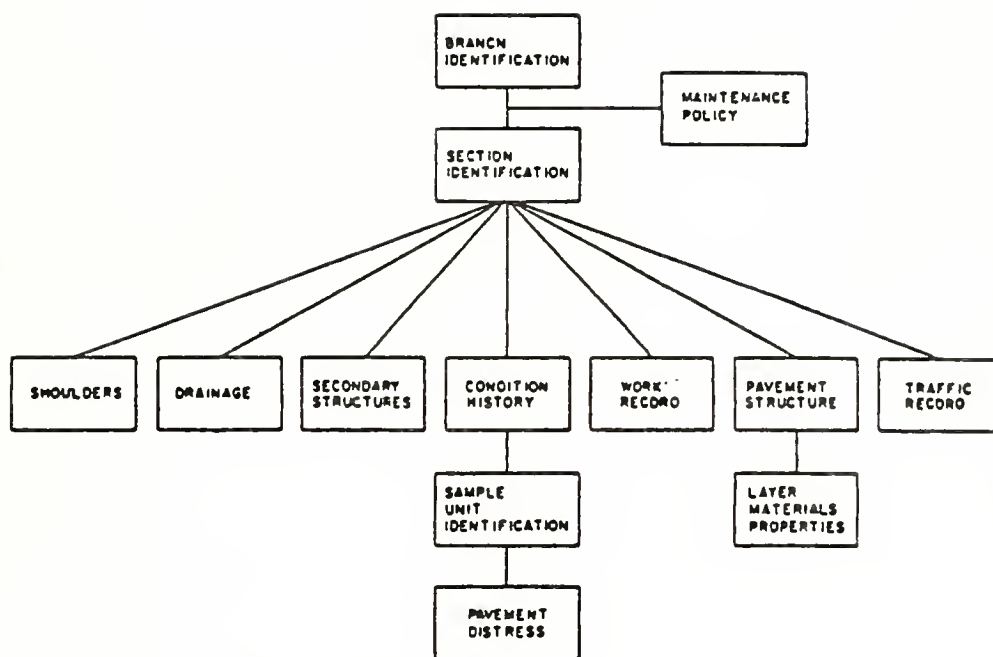 BRANCH
IDENTIFICATION
MAINTENANCE
POLICY
SECTION
IDENTIFICATION
SHOULDERS
DRAINAGE
SECONDARY
STRUCTURES
CONDITION
HISTORY
WORK
RECORD
PAVEMENT
STRUCTURE
TRAFFIC
RECORD
SAMPLE
UNIT
IDENTIFICATION
LAYER
MATERIALS
PROPERTIES
PAVEMENT
DISTRESS